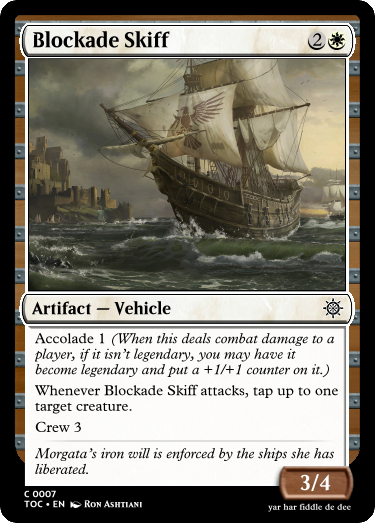 Blockade Skiff 2
Artifact — Vehicle
Accolade 1 (When this deals combat damage to a
player, if it isn't legendary, you may have it
become legendary and put a +1/+1 counter on it.)
Whenever Blockade Skiff attacks, tap up to one
target creature.
Crew 3
Morgata's iron will is enforced by the ships she has
liberated.
3/4
C 0007
TOC • EN Ron Ashtiani
yar har fiddle de dee